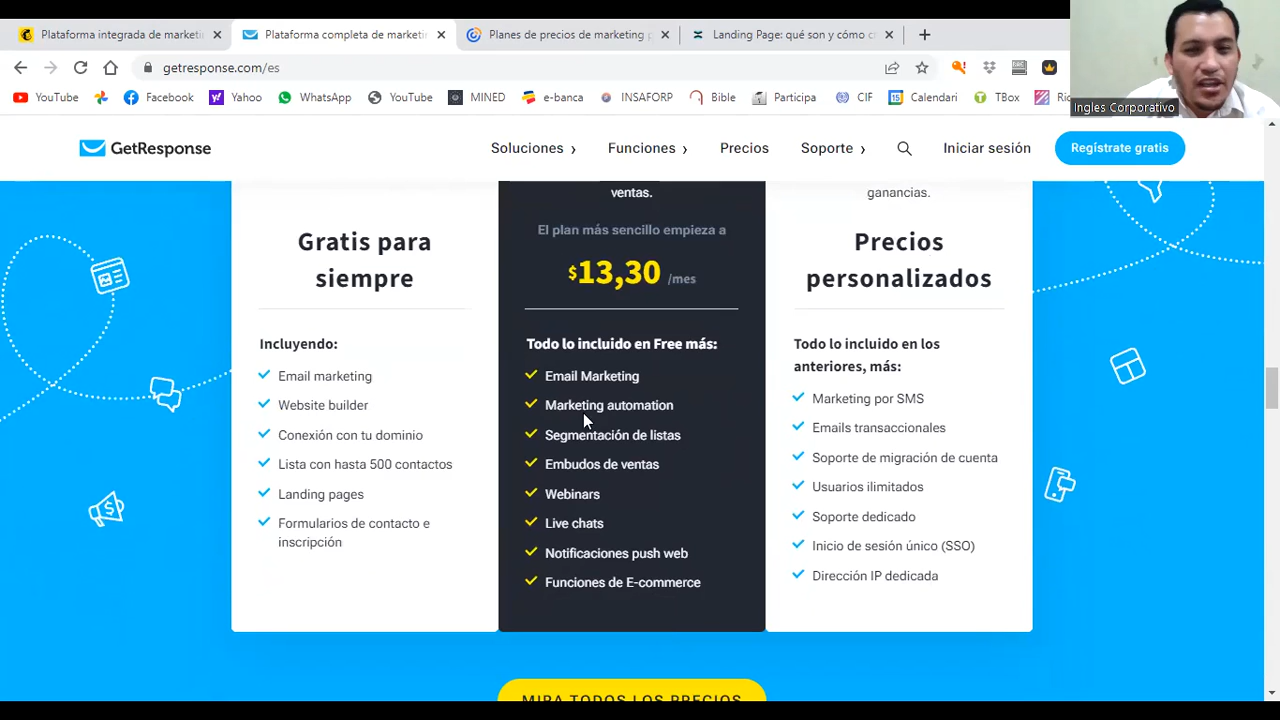 Plataforma integrada de marketi
Plataforma completa de marketi
Planes de precios de marketing p
Landing Page: qué son y cómo c
getresponse.com/es
YouTube
Facebook
Yahoo
WhatsApp
YouTube
MINED
e-banca
INSAFORP
Bible
Participa
CIF
Calendari
TBox
Ingles Corporativo
GetResponse
Soluciones
Funciones
Precios
Soporte
Iniciar sesión
Regístrate gratis
ventas.
ganancias.
El plan más sencillo empieza a
Gratis para
siempre
$13,30 /mes
Precios
personalizados
Incluyendo:
Email marketing
Website builder
Conexión con tu dominio
Lista con hasta 500 contactos
Landing pages
Formularios de contacto e
inscripción
Todo lo incluido en Free más:
Email Marketing
Marketing automation
Segmentación de listas
Embudos de ventas
Webinars
Live chats
Notificaciones push web
Funciones de E-commerce
Todo lo incluido en los
anteriores, más:
Marketing por SMS
Emails transaccionales
Soporte de migración de cuenta
Usuarios ilimitados
Soporte dedicado
Inicio de sesión único (SSO)
Dirección IP dedicada
MIRA TODOS LOS PRECIOS